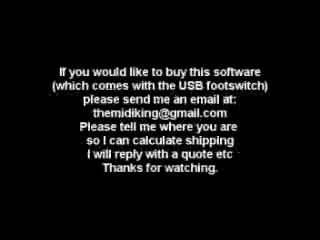 If you would like to buy this software
(which comes with the USB footswitch)
please send me an email at:
themidiking@gmail.com
Please tell me where you are
so I can calculate shipping
I will reply with a quote etc
Thanks for watching.